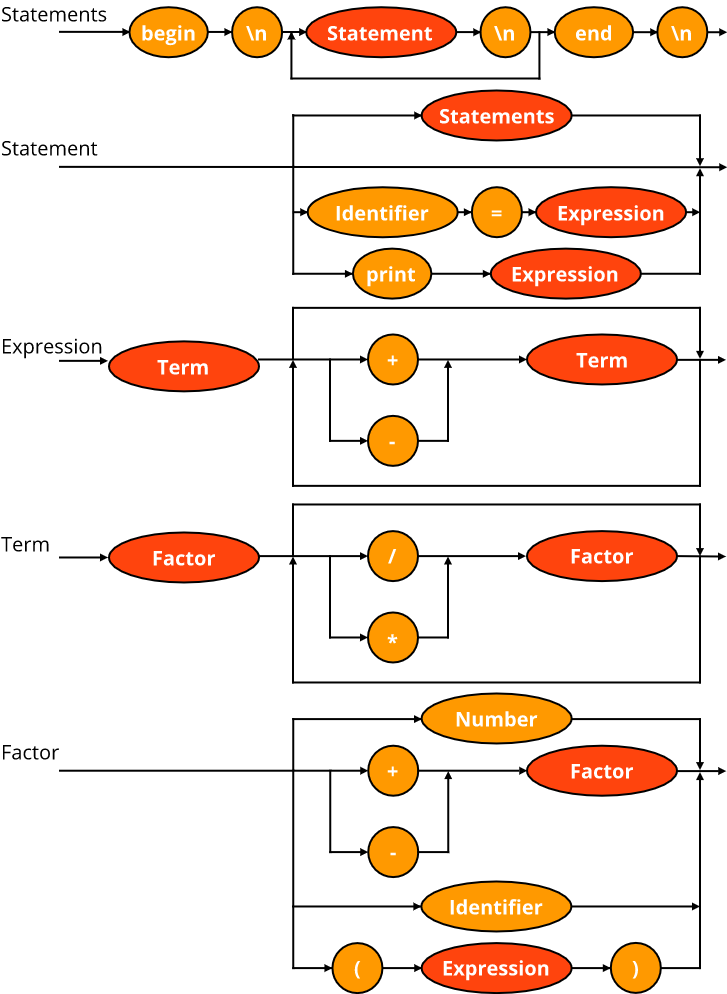 Statements
begin \n Statement \n end \n
Statements
Statement
Identifier = Expression
print Expression
Expression
Term + Term
-
Term
Factor / Factor
*
Number
Factor
+ Factor
-
Identifier
( Expression )